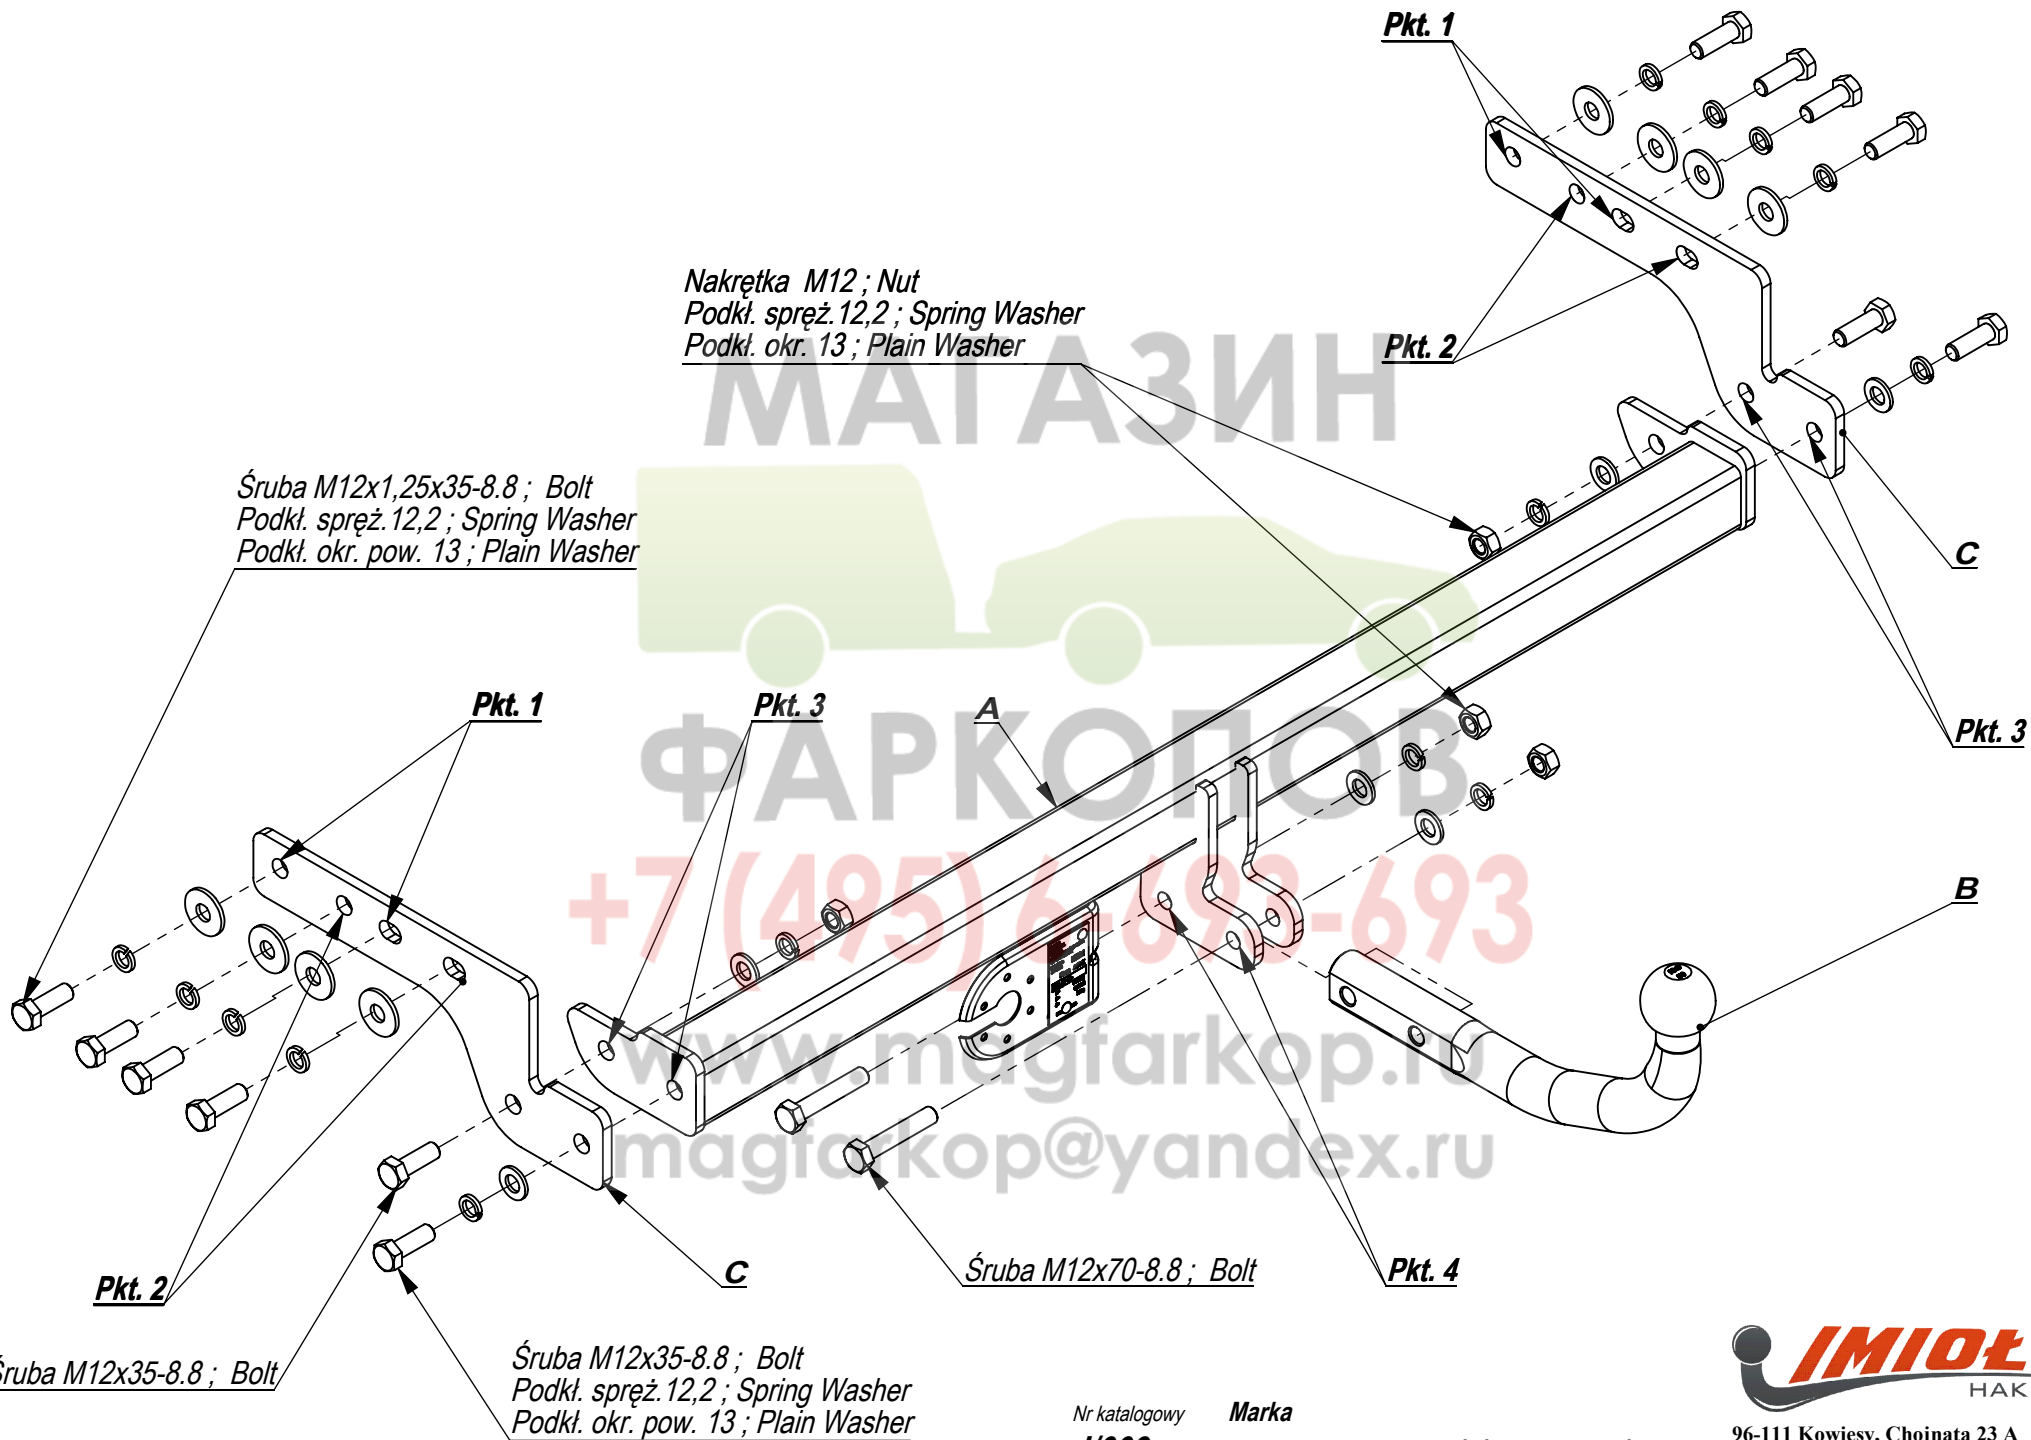 Pkt. 1
Nakrętka M12 ; Nut
Podkł. spręż.12,2 ; Spring Washer
Podkł. okr. 13 ; Plain Washer
Pkt. 2
МАГАЗИН
Śruba M12x1,25x35-8.8 ; Bolt
Podkł. spręż.12,2 ; Spring Washer
Podkł. okr. pow. 13 ; Plain Washer
C
Pkt. 1
Pkt. 3
A
Pkt. 3
ФАРКОПОВ
+7 (495) 6-693-693
B
www.magfarkop.ru
magfarkop@yandex.ru
Pkt. 2
C
Śruba M12x70-8.8 ; Bolt
Pkt. 4
Śruba M12x35-8.8 ; Bolt
Śruba M12x35-8.8 ; Bolt
Podkł. spręż.12,2 ; Spring Washer
Podkł. okr. pow. 13 ; Plain Washer
Nr katalogowy Marka
IMIOŁ
HAK
96-111 Kowiesy, Chojnata 23 A